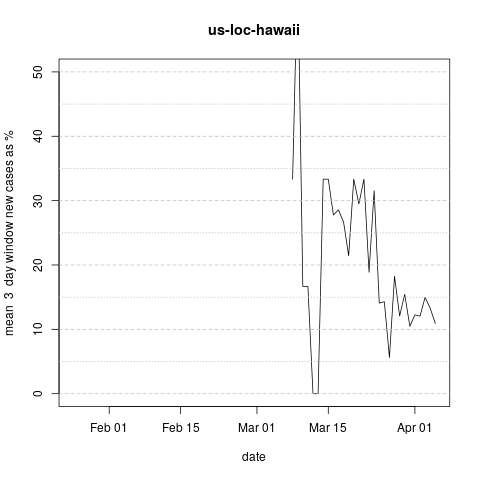 us-loc-hawaii
mean  3  day window new cases as %
50
40
30
20
10
0
Feb 01
Feb 15
Mar 01
Mar 15
Apr 01
date